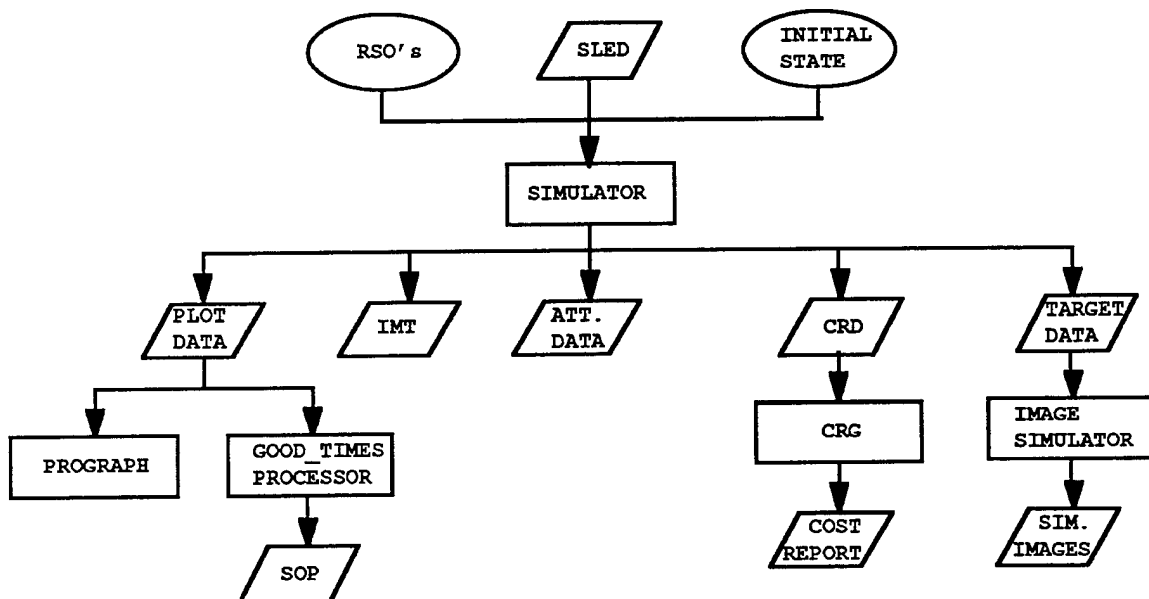 RSO's
SLED
INITIAL
STATE
SIMULATOR
PLOT
DATA
IMT
ATT.
DATA
CRD
TARGET
DATA
PROGRAPH
GOOD_TIMES
PROCESSOR
CRG
IMAGE
SIMULATOR
SOP
COST
REPORT
SIM.
IMAGES